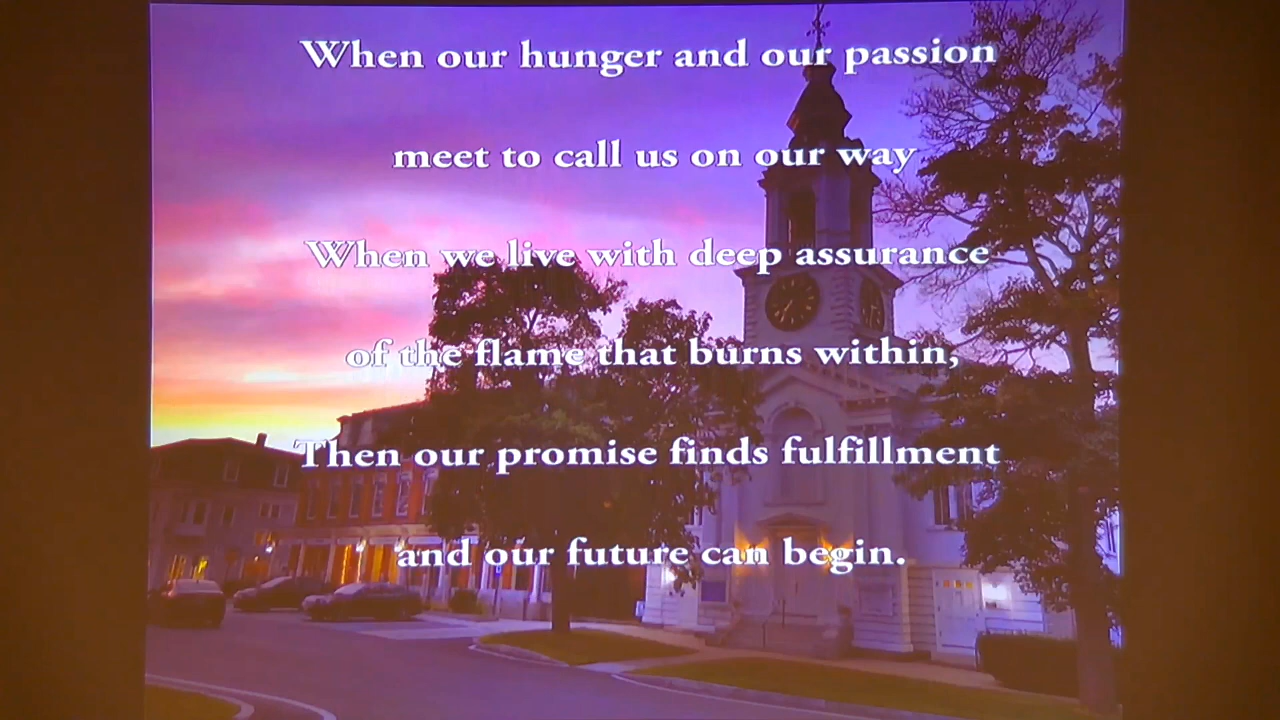 When our hunger and our passion
meet to call us on our way
When we live with deep assurance
of the flame that burns within,
Then our promise finds fulfillment
and our future can begin.